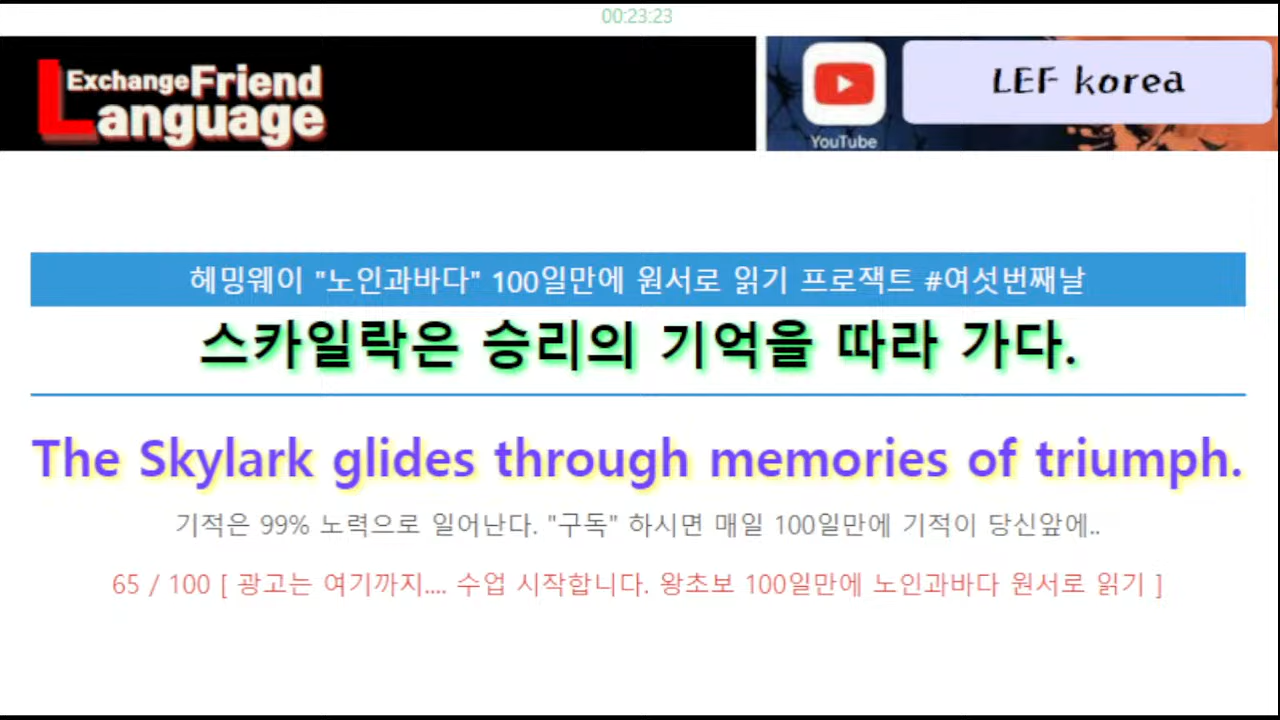 00:23:23
Exchange Friend
Language
LEF korea
YouTube
헤밍웨이 "노인과바다" 100일만에 원서로 읽기 프로잭트 #여섯번째날
스카일락은 승리의 기억을 따라 가다.
The Skylark glides through memories of triumph.
기적은 99% 노력으로 일어난다. "구독" 하시면 매일 100일만에 기적이 당신앞에..
65 / 100 [ 광고는 여기까지.... 수업 시작합니다. 왕초보 100일만에 노인과바다 원서로 읽기 ]